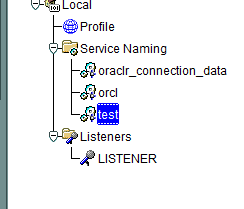 Local
Profile
Service Naming
oraclr_connection_data
orcl
test
Listeners
LISTENER